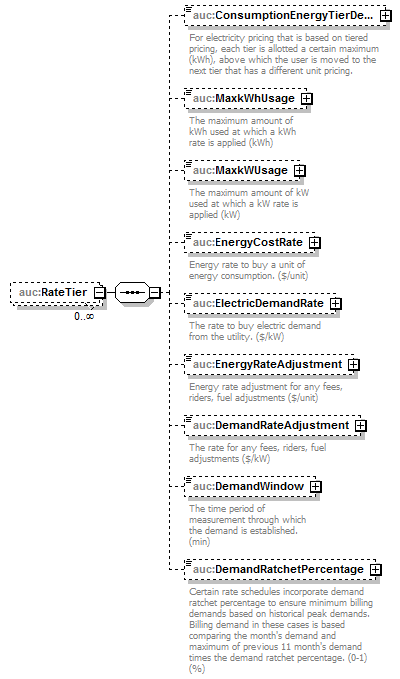 auc:ConsumptionEnergyTierDe...
For electricity pricing that is based on tiered
pricing, each tier is allotted a certain maximum
(kWh), above which the user is moved to the
next tier that has a different unit pricing.
auc:MaxkWhUsage
The maximum amount of
kWh used at which a kWh
rate is applied (kWh)
auc:MaxkWUsage
The maximum amount of kW
used at which a kW rate is
applied (kW)
auc:EnergyCostRate
Energy rate to buy a unit of
energy consumption. ($/unit)
auc:RateTier
0..∞
auc:ElectricDemandRate
The rate to buy electric demand
from the utility. ($/kW)
auc:EnergyRateAdjustment
Energy rate adjustment for any fees,
riders, fuel adjustments ($/unit)
auc:DemandRateAdjustment
The rate for any fees, riders, fuel
adjustments ($/kW)
auc:DemandWindow
The time period of
measurement through which
the demand is established.
(min)
auc:DemandRatchetPercentage
Certain rate schedules incorporate demand
ratchet percentage to ensure minimum billing
demands based on historical peak demands.
Billing demand in these cases is based
comparing the month's demand and
maximum of previous 11 month's demand
times the demand ratchet percentage. (0-1)
(%)